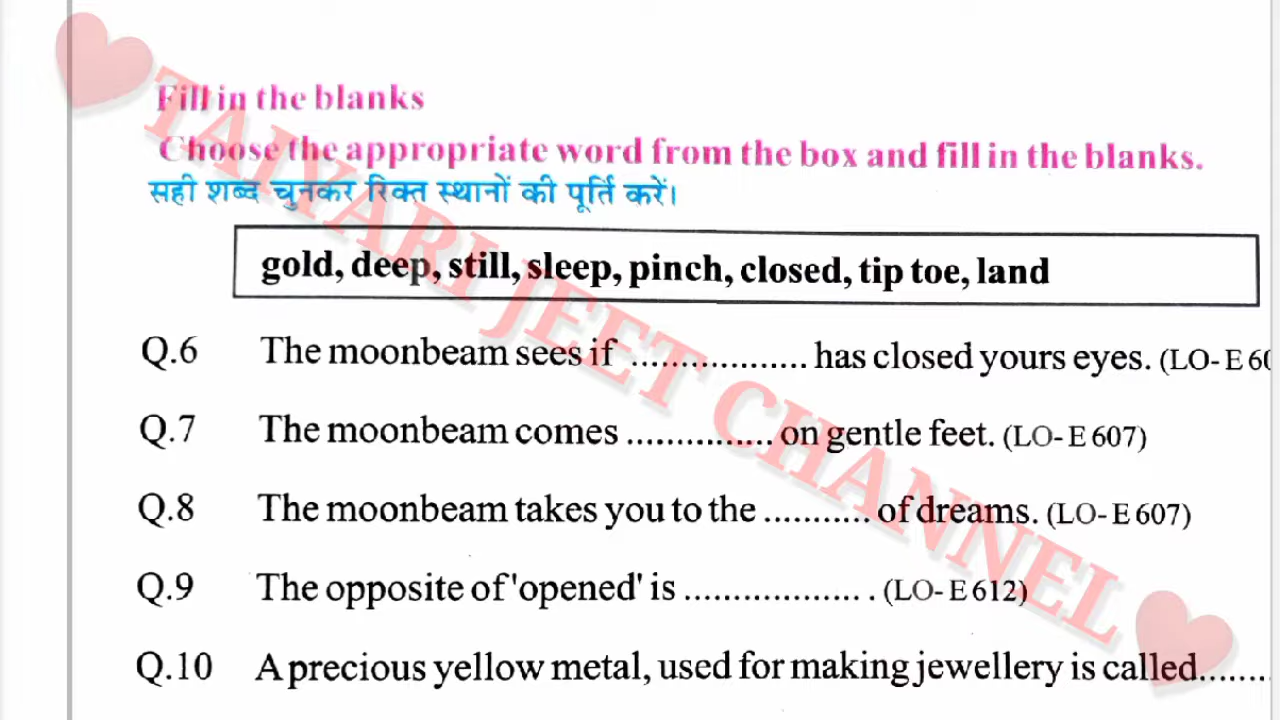 Fill in the blanks
Choose the appropriate word from the box and fill in the blanks.
सही शब्द चुनकर रिक्त स्थानों की पूर्ति करें।
gold, deep, still, sleep, pinch, closed, tip toe, land
Q.6 The moonbeam sees if .................. has closed yours eyes. (LO- E 60
Q.7 The moonbeam comes ............... on gentle feet. (LO- E 607)
Q.8 The moonbeam takes you to the ........... of dreams. (LO- E 607)
Q.9 The opposite of 'opened' is .................. . (LO- E 612)
Q.10 A precious yellow metal, used for making jewellery is called........
TAIYARI JEET CHANNEL